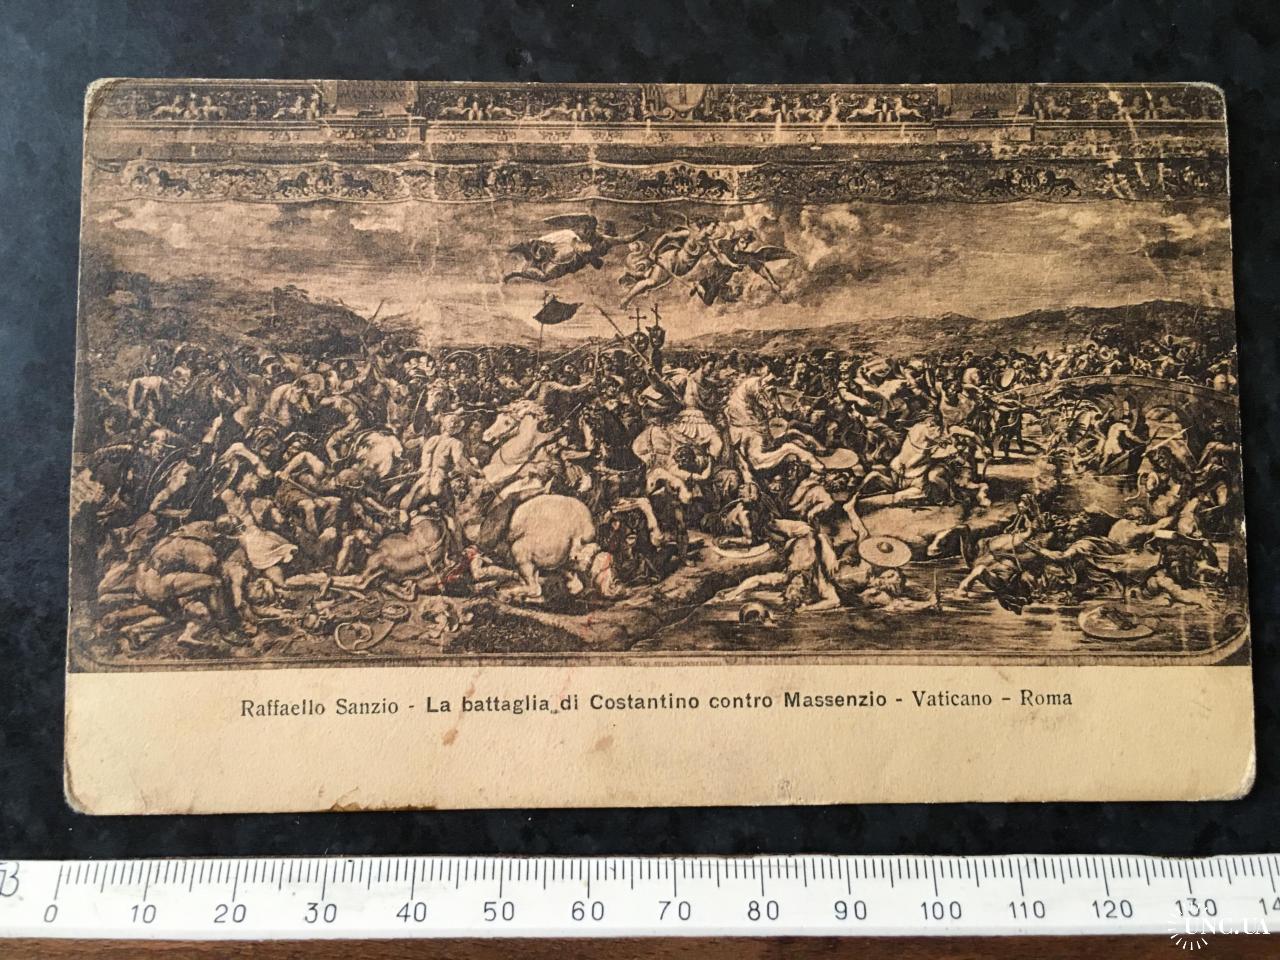 Raffaello Sanzio - La battaglia di Costantino contro Massenzio - Vaticano - Roma
B
0 10 20 30 40 50 60 70 80 90 100 110 120 130 14
UNC.UA